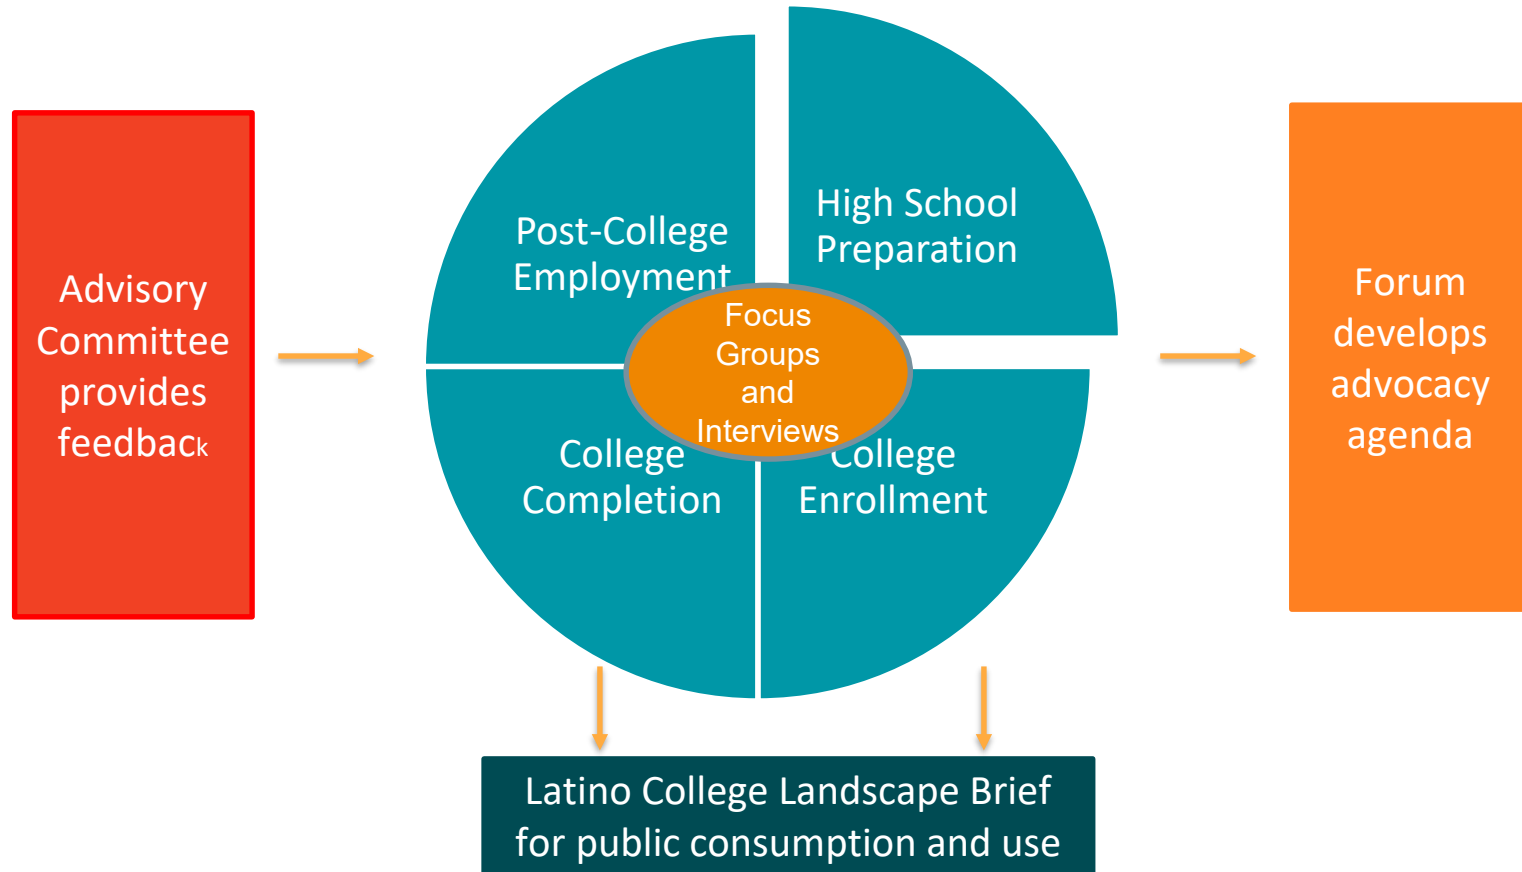 Advisory
Committee
provides
feedback
Post-College
Employment
High School
Preparation
Focus
Groups
and
Interviews
College
Completion
College
Enrollment
Forum
develops
advocacy
agenda
Latino College Landscape Brief
for public consumption and use